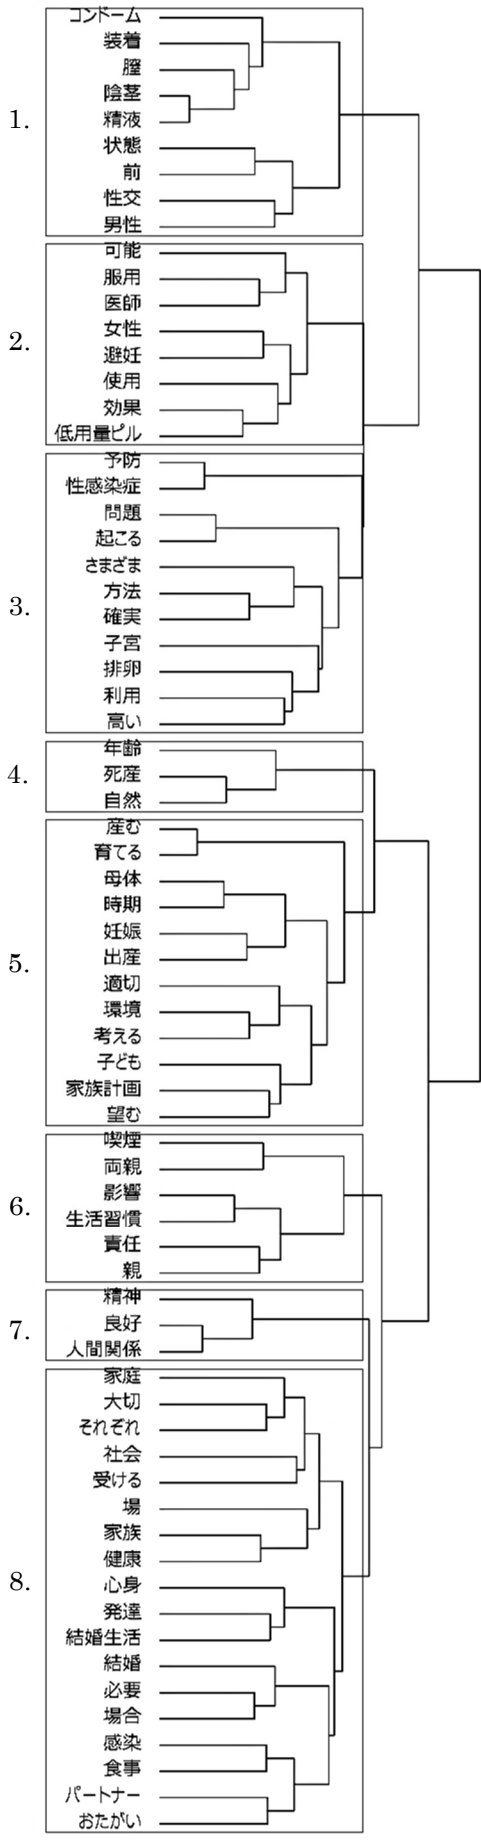 コンドーム
装着
膣
陰茎
1.
精液
状態
前
性交
男性
可能
服用
医師
女性
2.
避妊
使用
効果
低用量ピル
予防
性感染症
問題
起こる
さまざま
方法
3.
確実
子宮
排卵
利用
高い
年齢
4.
死産
自然
産む
育てる
母体
時期
妊娠
出産
5.
適切
環境
考える
子ども
家族計画
望む
喫煙
両親
影響
6.
生活習慣
責任
親
精神
7.
良好
人間関係
家庭
大切
それぞれ
社会
受ける
場
家族
健康
8.
心身
発達
結婚生活
結婚
必要
場合
感染
食事
パートナー
おたがい